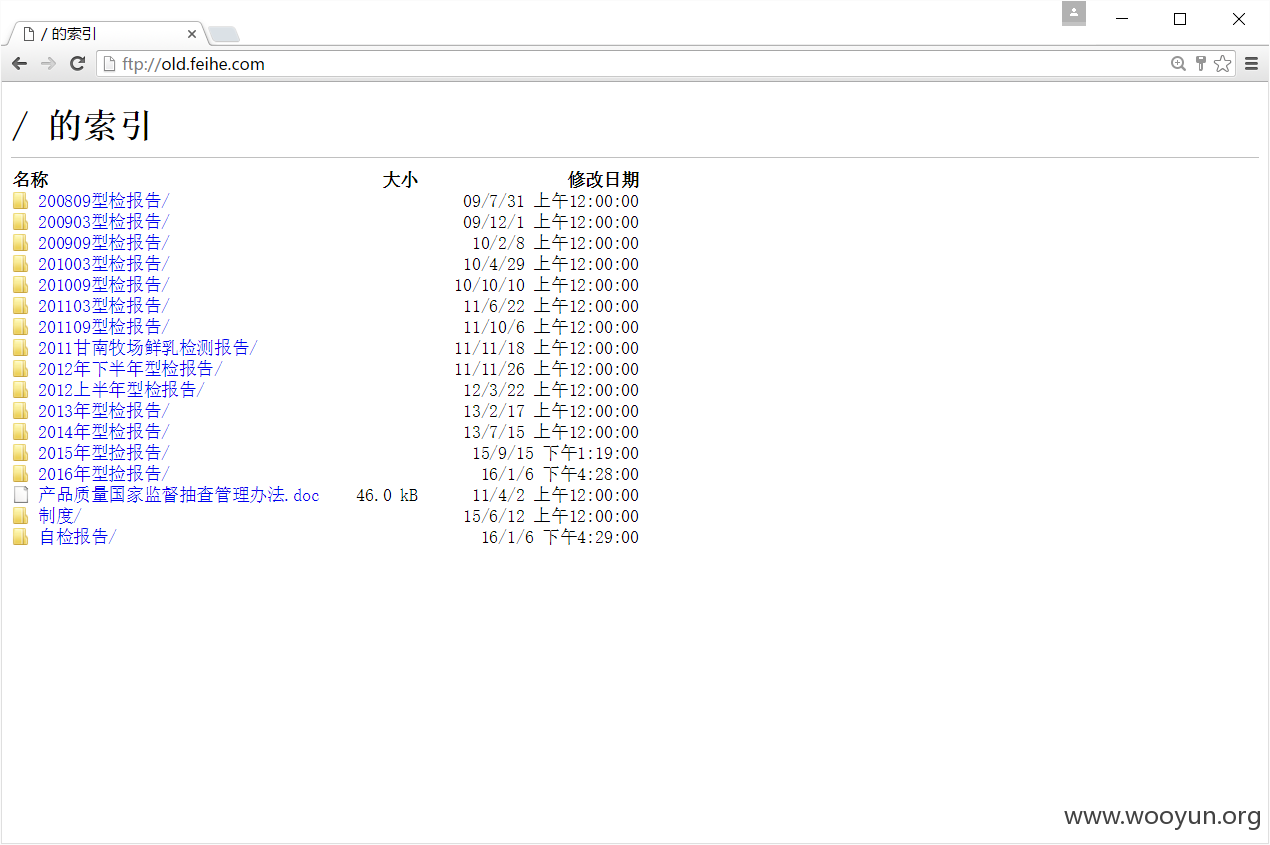 / 的索引
ftp://old.feihe.com
/ 的索引
名称 大小 修改日期
200809型检报告/ 09/7/31 上午12:00:00
200903型检报告/ 09/12/1 上午12:00:00
200909型检报告/ 10/2/8 上午12:00:00
201003型检报告/ 10/4/29 上午12:00:00
201009型检报告/ 10/10/10 上午12:00:00
201103型检报告/ 11/6/22 上午12:00:00
201109型检报告/ 11/10/6 上午12:00:00
2011甘南牧场鲜乳检测报告/ 11/11/18 上午12:00:00
2012年下半年型检报告/ 11/11/26 上午12:00:00
2012上半年型检报告/ 12/3/22 上午12:00:00
2013年型检报告/ 13/2/17 上午12:00:00
2014年型检报告/ 13/7/15 上午12:00:00
2015年型捡报告/ 15/9/15 下午1:19:00
2016年型捡报告/ 16/1/6 下午4:28:00
产品质量国家监督抽查管理办法.doc 46.0 kB 11/4/2 上午12:00:00
制度/ 15/6/12 上午12:00:00
自检报告/ 16/1/6 下午4:29:00
www.wooyun.org